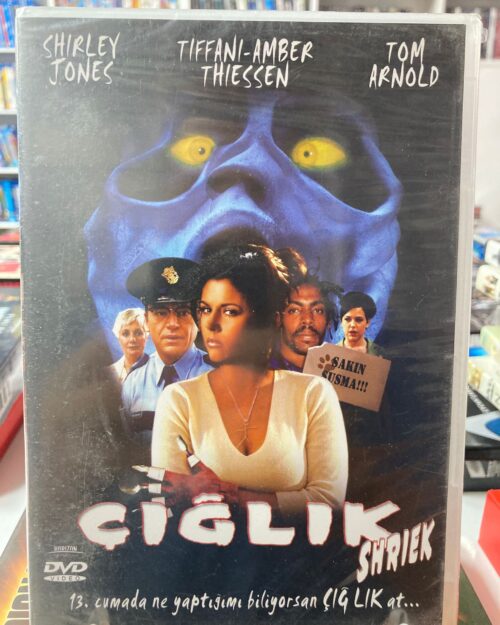 SHIRLEY JONES
TIFFANI-AMBER THIESSEN
TOM ARNOLD
SAKIN
SUSMA!!!
ÇIĞLIK
SHRIEK
HORIZON
DVD
VIDEO
13. cumada ne yaptığımı biliyorsan ÇIĞ LIK at...